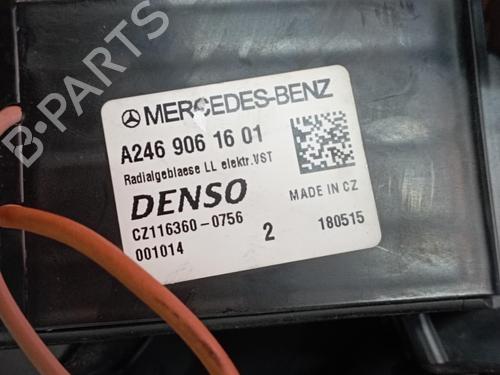 MERCEDES-BENZ
A246 906 16 01
Radialgeblaese LL elektr.VST
DENSO
MADE IN CZ
CZ116360-0756
001014
2
180515
B-PARTS